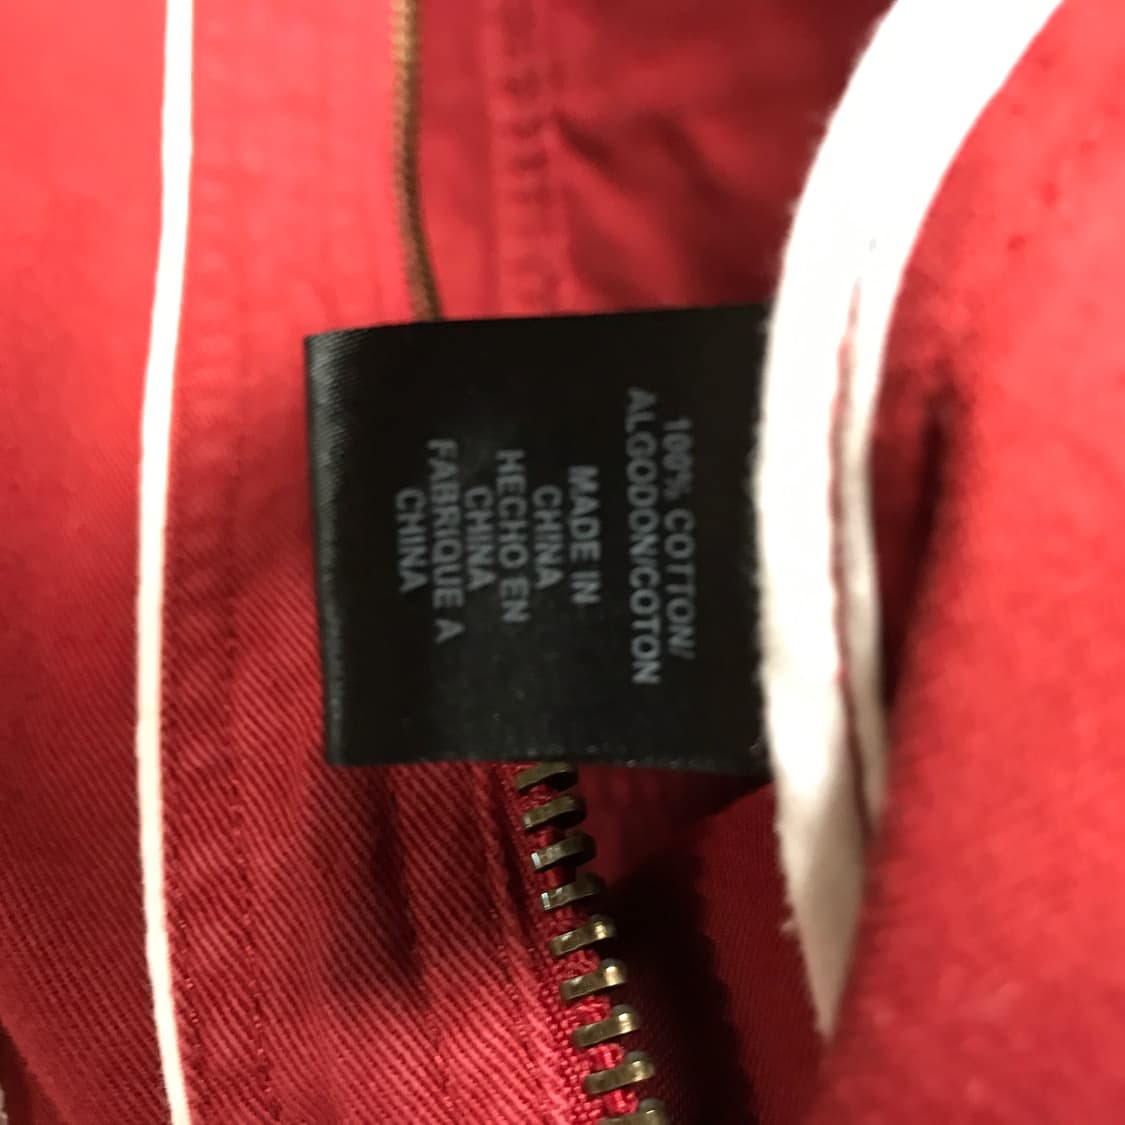 100% COTTON/
ALGODON/COTON
MADE IN
CHINA
HECHO EN
CHINA
FABRIQUE A
CHINA